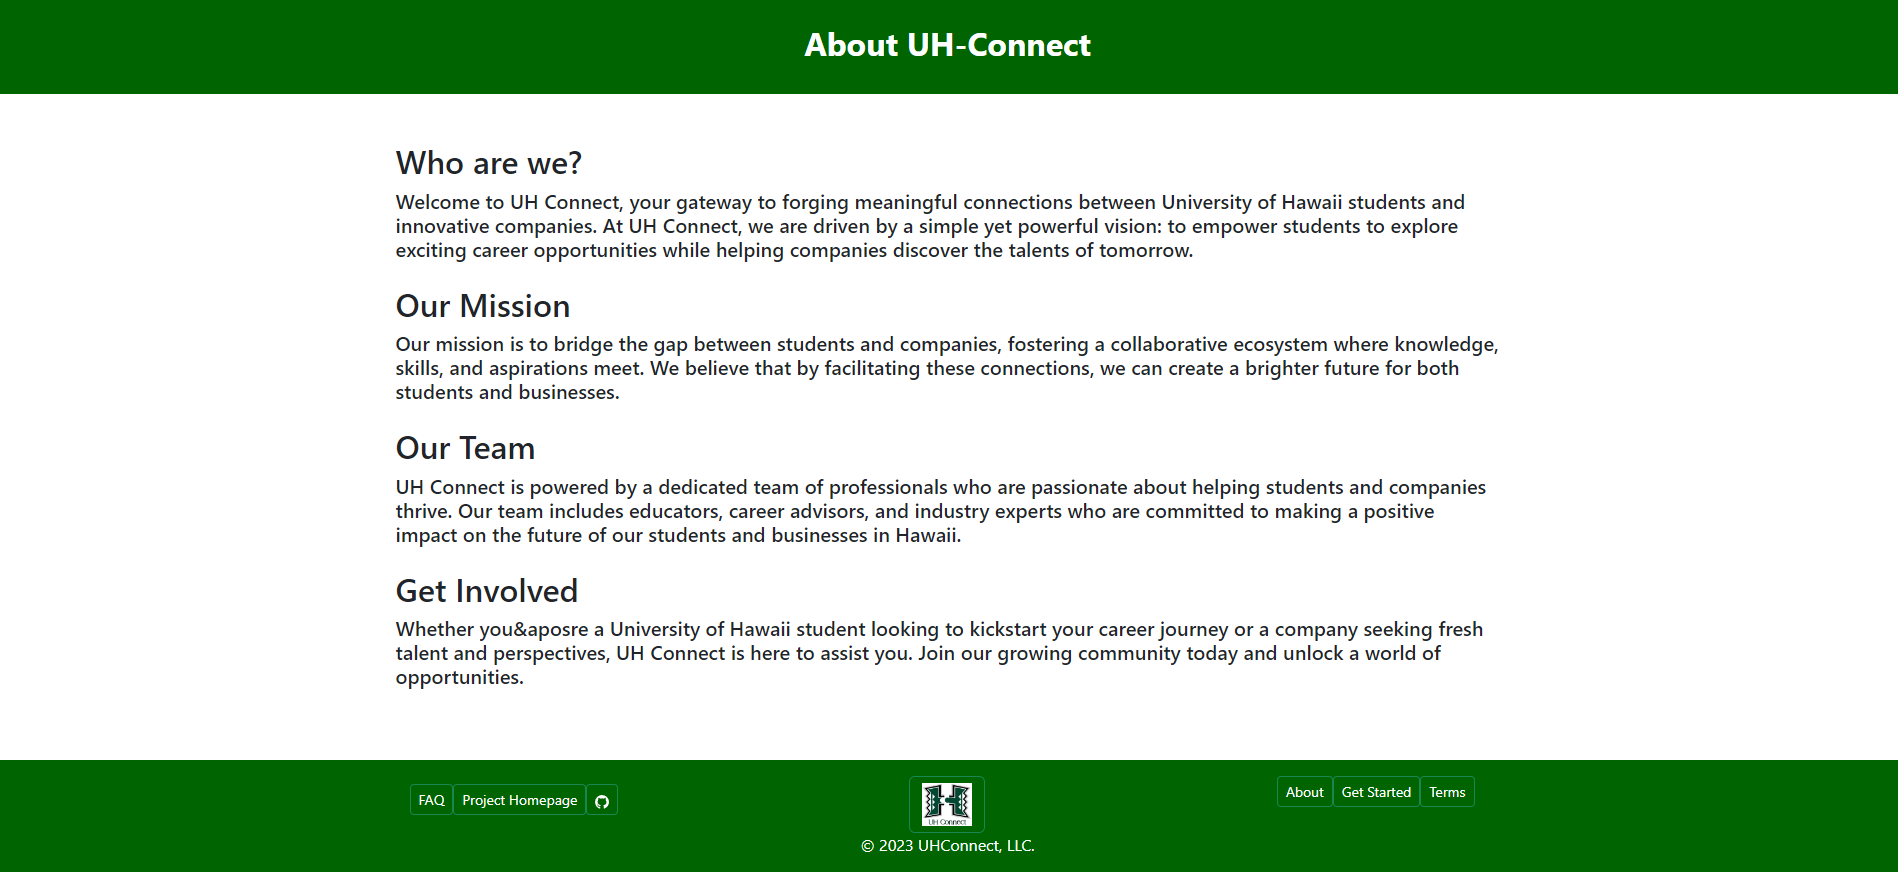 About UH-Connect
Who are we?
Welcome to UH Connect, your gateway to forging meaningful connections between University of Hawaii students and
innovative companies. At UH Connect, we are driven by a simple yet powerful vision: to empower students to explore
exciting career opportunities while helping companies discover the talents of tomorrow.
Our Mission
Our mission is to bridge the gap between students and companies, fostering a collaborative ecosystem where knowledge,
skills, and aspirations meet. We believe that by facilitating these connections, we can create a brighter future for both
students and businesses.
Our Team
UH Connect is powered by a dedicated team of professionals who are passionate about helping students and companies
thrive. Our team includes educators, career advisors, and industry experts who are committed to making a positive
impact on the future of our students and businesses in Hawaii.
Get Involved
Whether you&aposre a University of Hawaii student looking to kickstart your career journey or a company seeking fresh
talent and perspectives, UH Connect is here to assist you. Join our growing community today and unlock a world of
opportunities.
FAQ Project Homepage
UH Connect
About Get Started Terms
© 2023 UHConnect, LLC.